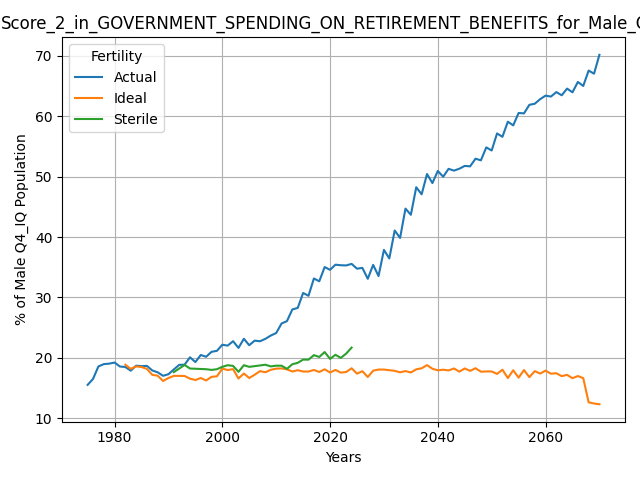 Score_2_in_GOVERNMENT_SPENDING_ON_RETIREMENT_BENEFITS_for_Male_
Fertility
Actual
Ideal
Sterile
% of Male Q4_IQ Population
70
60
50
40
30
20
10
1980
2000
2020
2040
2060
Years